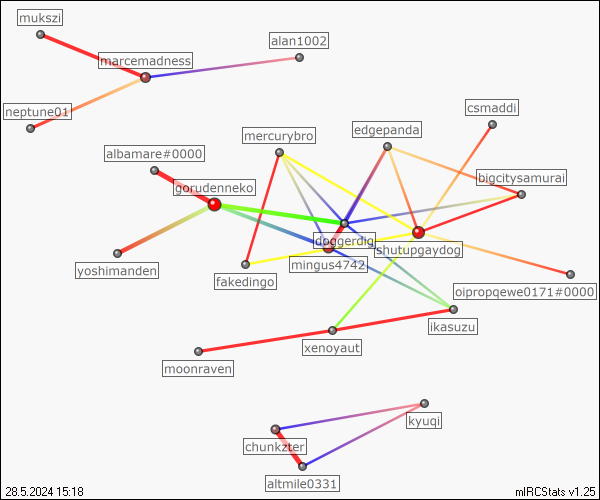 mukszi
alan1002
marcemadness
neptune01
csmaddi
edgepanda
mercurybro
albamare#0000
bigcitysamurai
gorudenneko
doggerdig
shutupgaydog
mingus4742
yoshimanden
fakedingo
oipropqewe0171#0000
ikasuzu
xenoyaut
moonraven
kyuqi
chunkzter
altmile0331
28.5.2024 15:18
mIRCStats v1.25